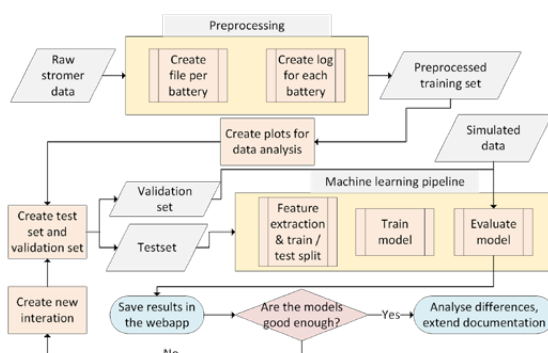 Preprocessing
Raw
stromer
data
Create
file per
battery
Create log
for each
battery
Preprocessed
training set
Create plots for
data analysis
Simulated
data
Validation
set
Machine learning pipeline
Create test
set and
validation set
Testset
Feature
extraction
& train /
test split
Train
model
Evaluate
model
Create new
interation
Save results in
the webapp
Are the models
good enough?
Yes
Analyse differences,
extend documentation
No